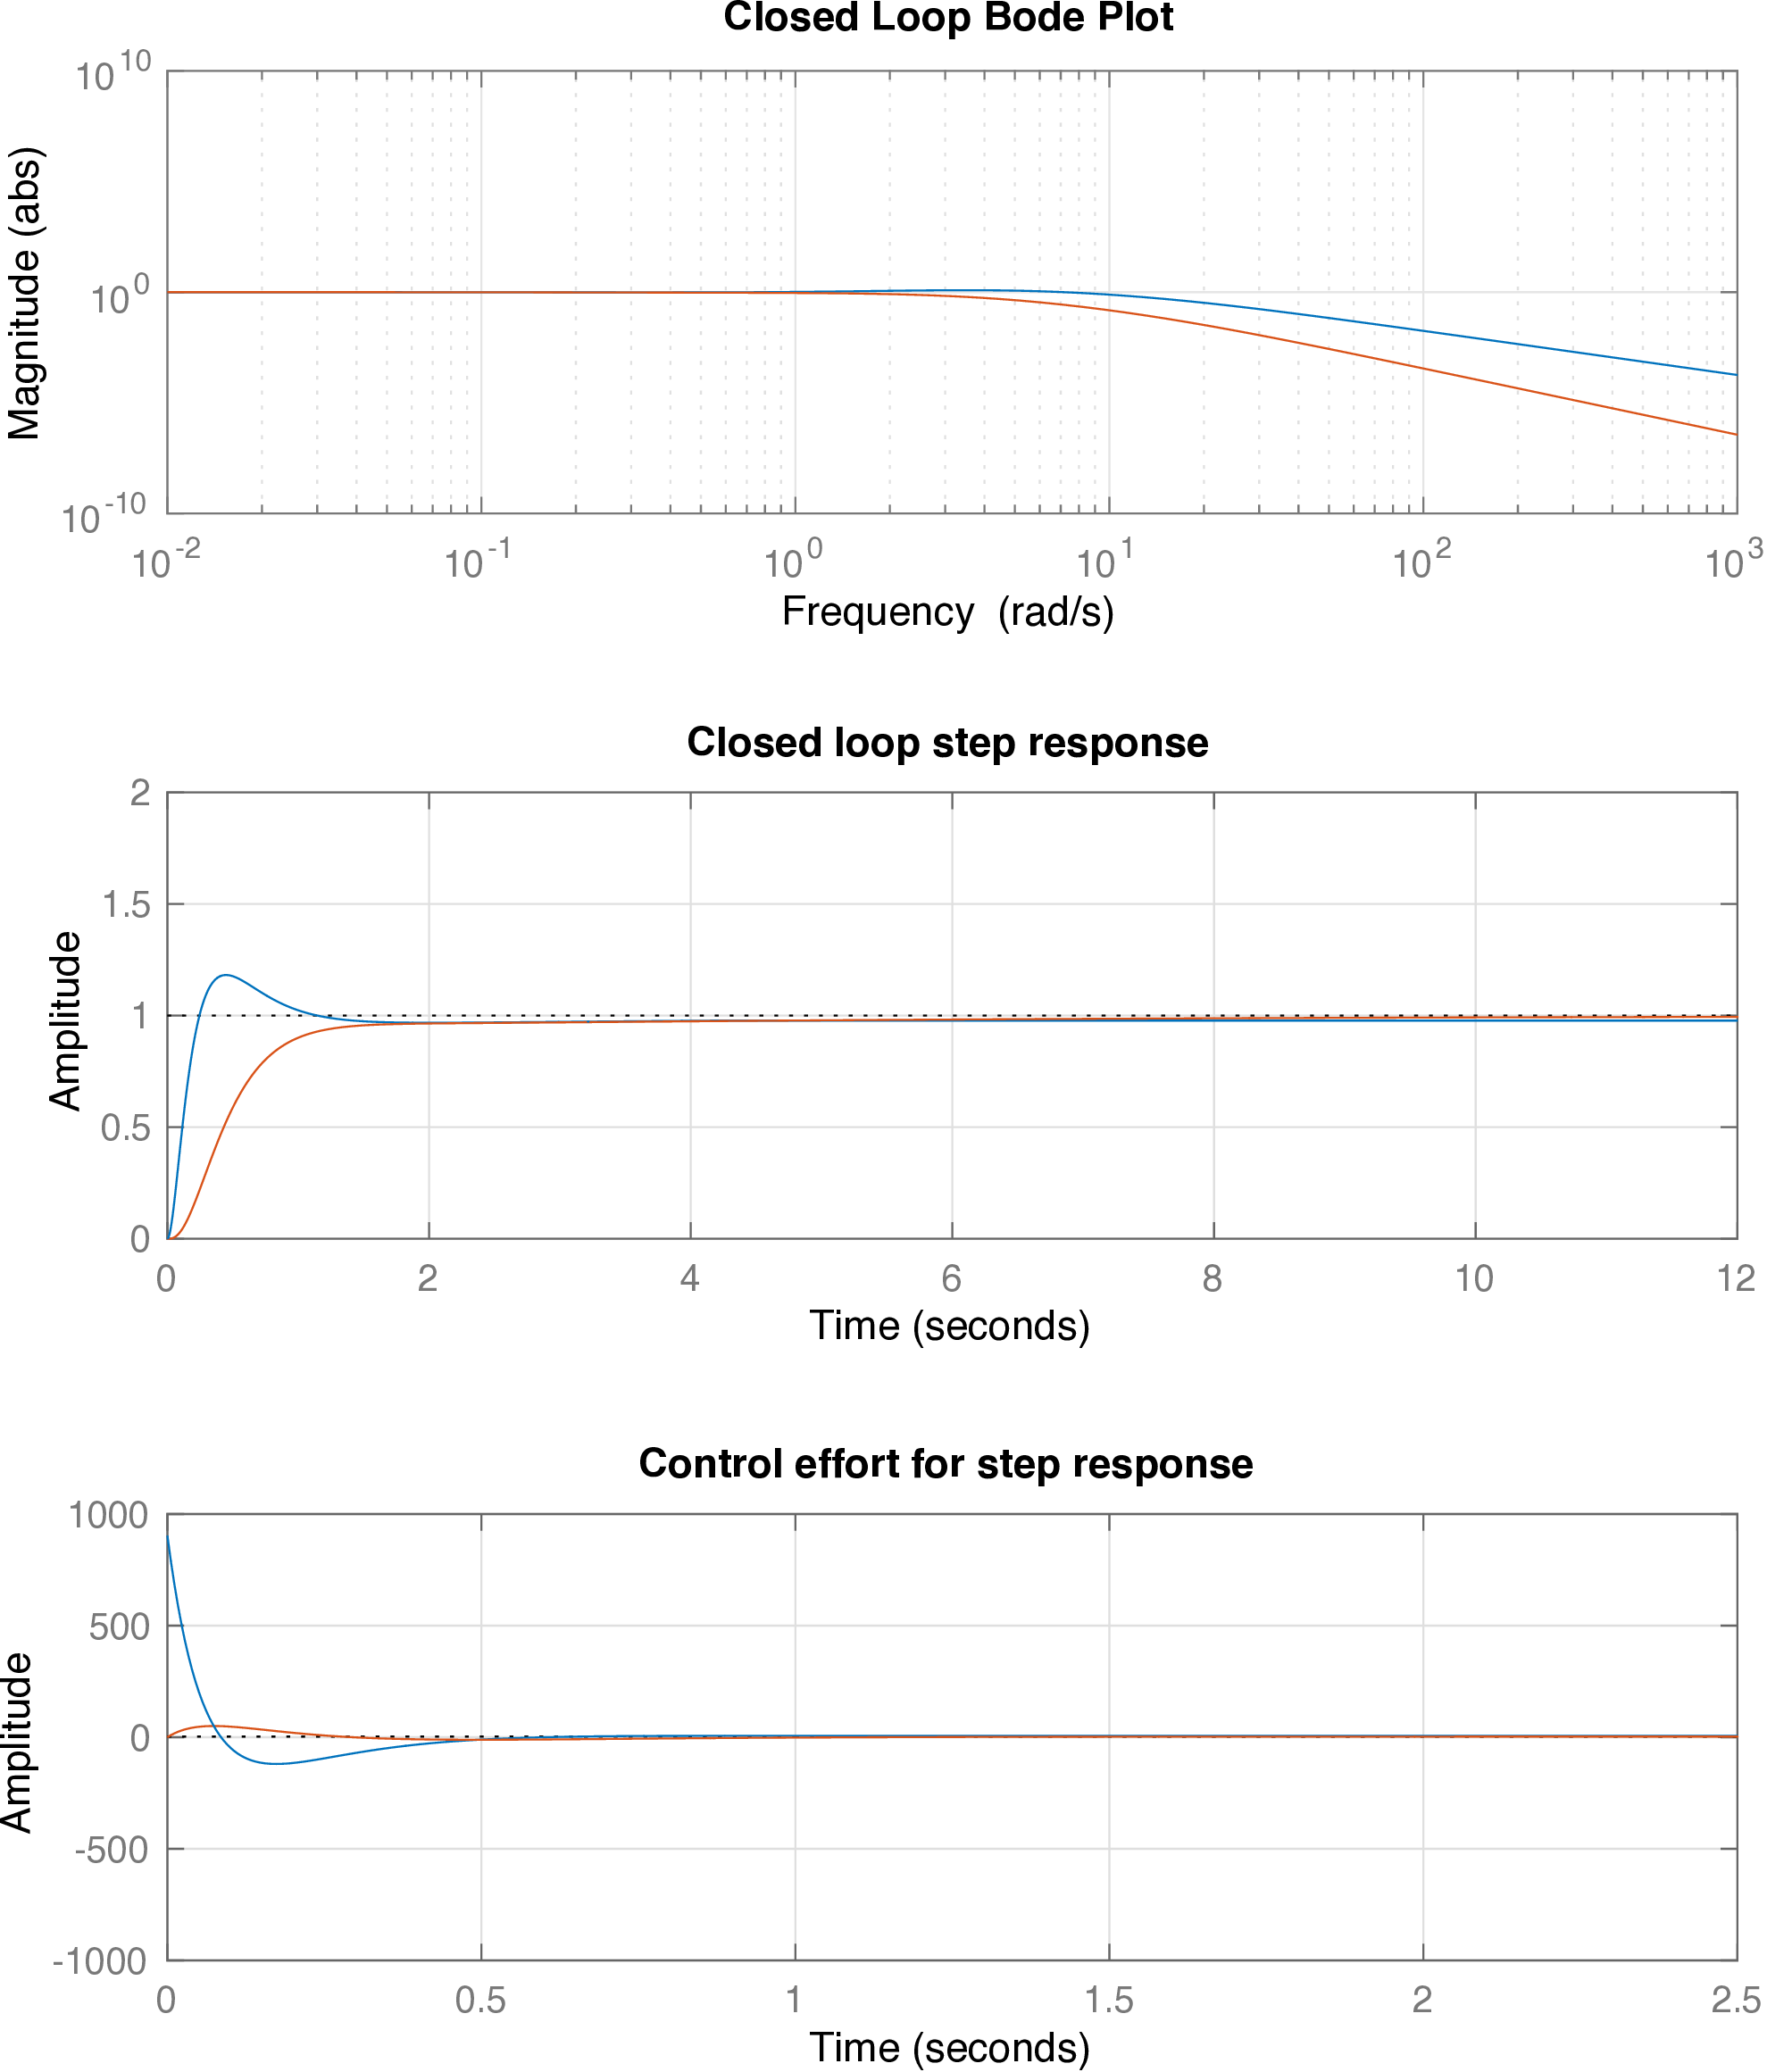 Closed Loop Bode Plot
10^10
10^0
10^-10
Magnitude (abs)
10^-2 10^-1 10^0 10^1 10^2 10^3
Frequency (rad/s)
Closed loop step response
2
1.5
1
0.5
0
Amplitude
0 2 4 6 8 10 12
Time (seconds)
Control effort for step response
1000
500
0
-500
-1000
Amplitude
0 0.5 1 1.5 2 2.5
Time (seconds)